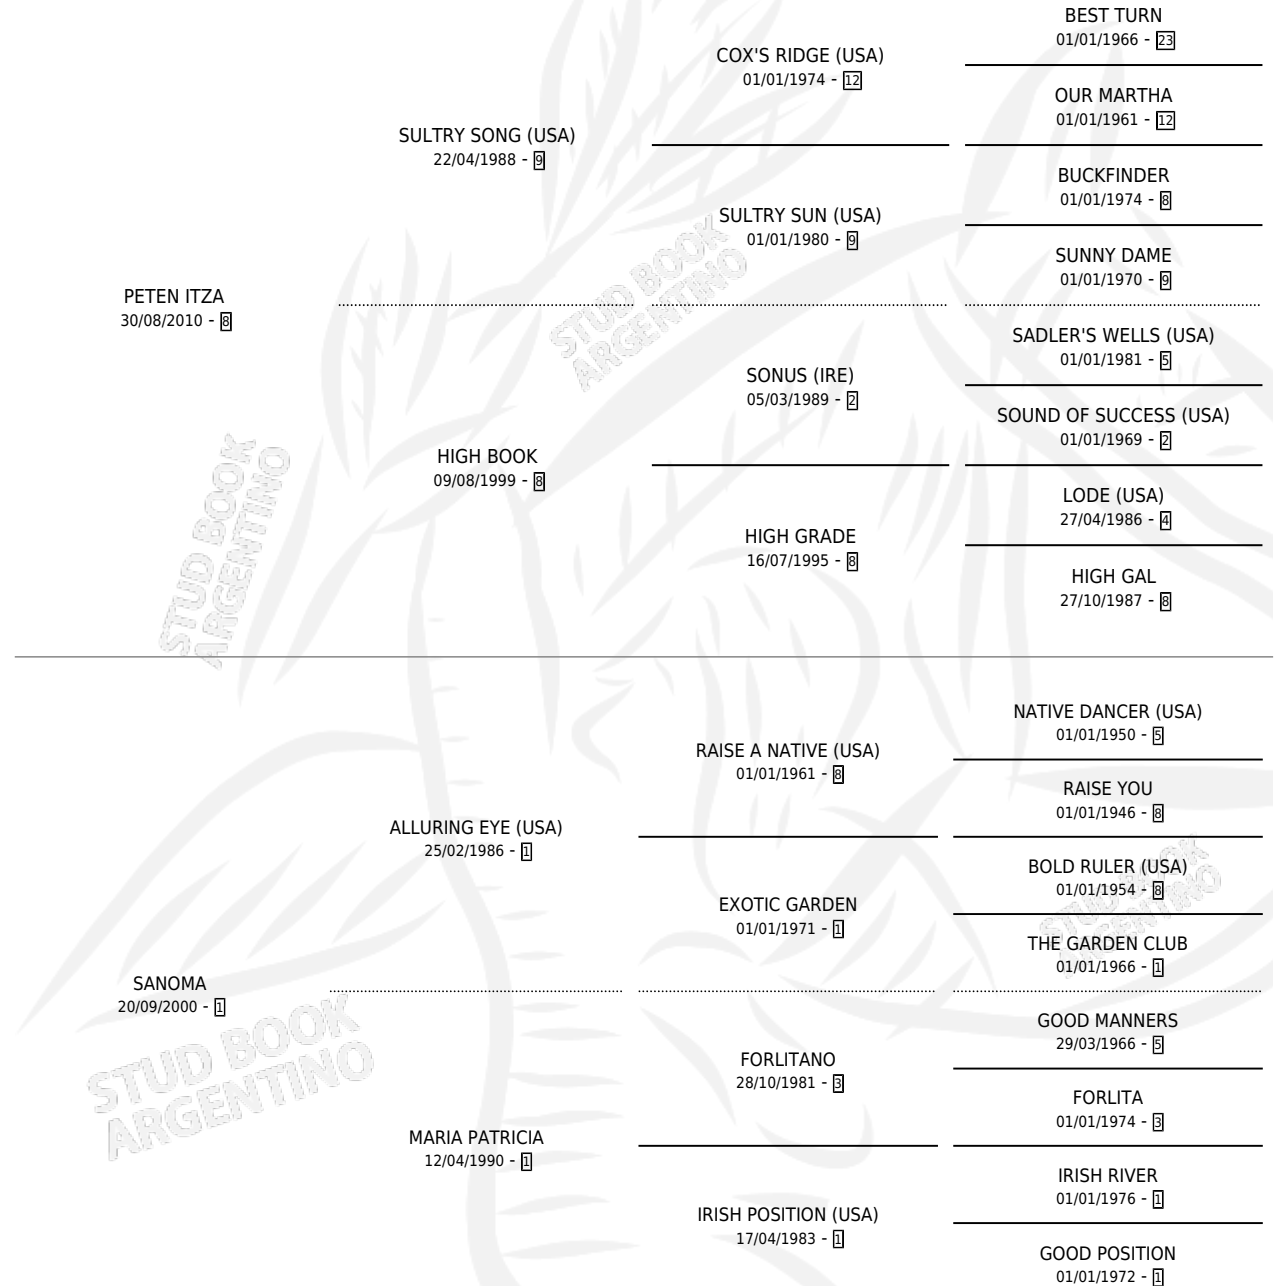 BEST TURN
01/01/1966 - 23
COX'S RIDGE (USA)
01/01/1974 - 12
OUR MARTHA
01/01/1961 - 12
SULTRY SONG (USA)
22/04/1988 - 9
BUCKFINDER
01/01/1974 - 8
SULTRY SUN (USA)
01/01/1980 - 9
SUNNY DAME
01/01/1970 - 9
PETEN ITZA
30/08/2010 - 8
SADLER'S WELLS (USA)
01/01/1981 - 5
SONUS (IRE)
05/03/1989 - 2
SOUND OF SUCCESS (USA)
01/01/1969 - 2
HIGH BOOK
09/08/1999 - 8
LODE (USA)
27/04/1986 - 4
HIGH GRADE
16/07/1995 - 8
HIGH GAL
27/10/1987 - 8
NATIVE DANCER (USA)
01/01/1950 - 5
RAISE A NATIVE (USA)
01/01/1961 - 8
RAISE YOU
01/01/1946 - 8
ALLURING EYE (USA)
25/02/1986 - 1
BOLD RULER (USA)
01/01/1954 - 8
EXOTIC GARDEN
01/01/1971 - 1
THE GARDEN CLUB
01/01/1966 - 1
SANOMA
20/09/2000 - 1
GOOD MANNERS
29/03/1966 - 5
FORLITANO
28/10/1981 - 3
FORLITA
01/01/1974 - 3
MARIA PATRICIA
12/04/1990 - 1
IRISH RIVER
01/01/1976 - 1
IRISH POSITION (USA)
17/04/1983 - 1
GOOD POSITION
01/01/1972 - 1
STUD BOOK
ARGENTINO
STUD BOOK
ARGENTINO
STUD BOOK
ARGENTINO
STUD BOOK
ARGENTINO